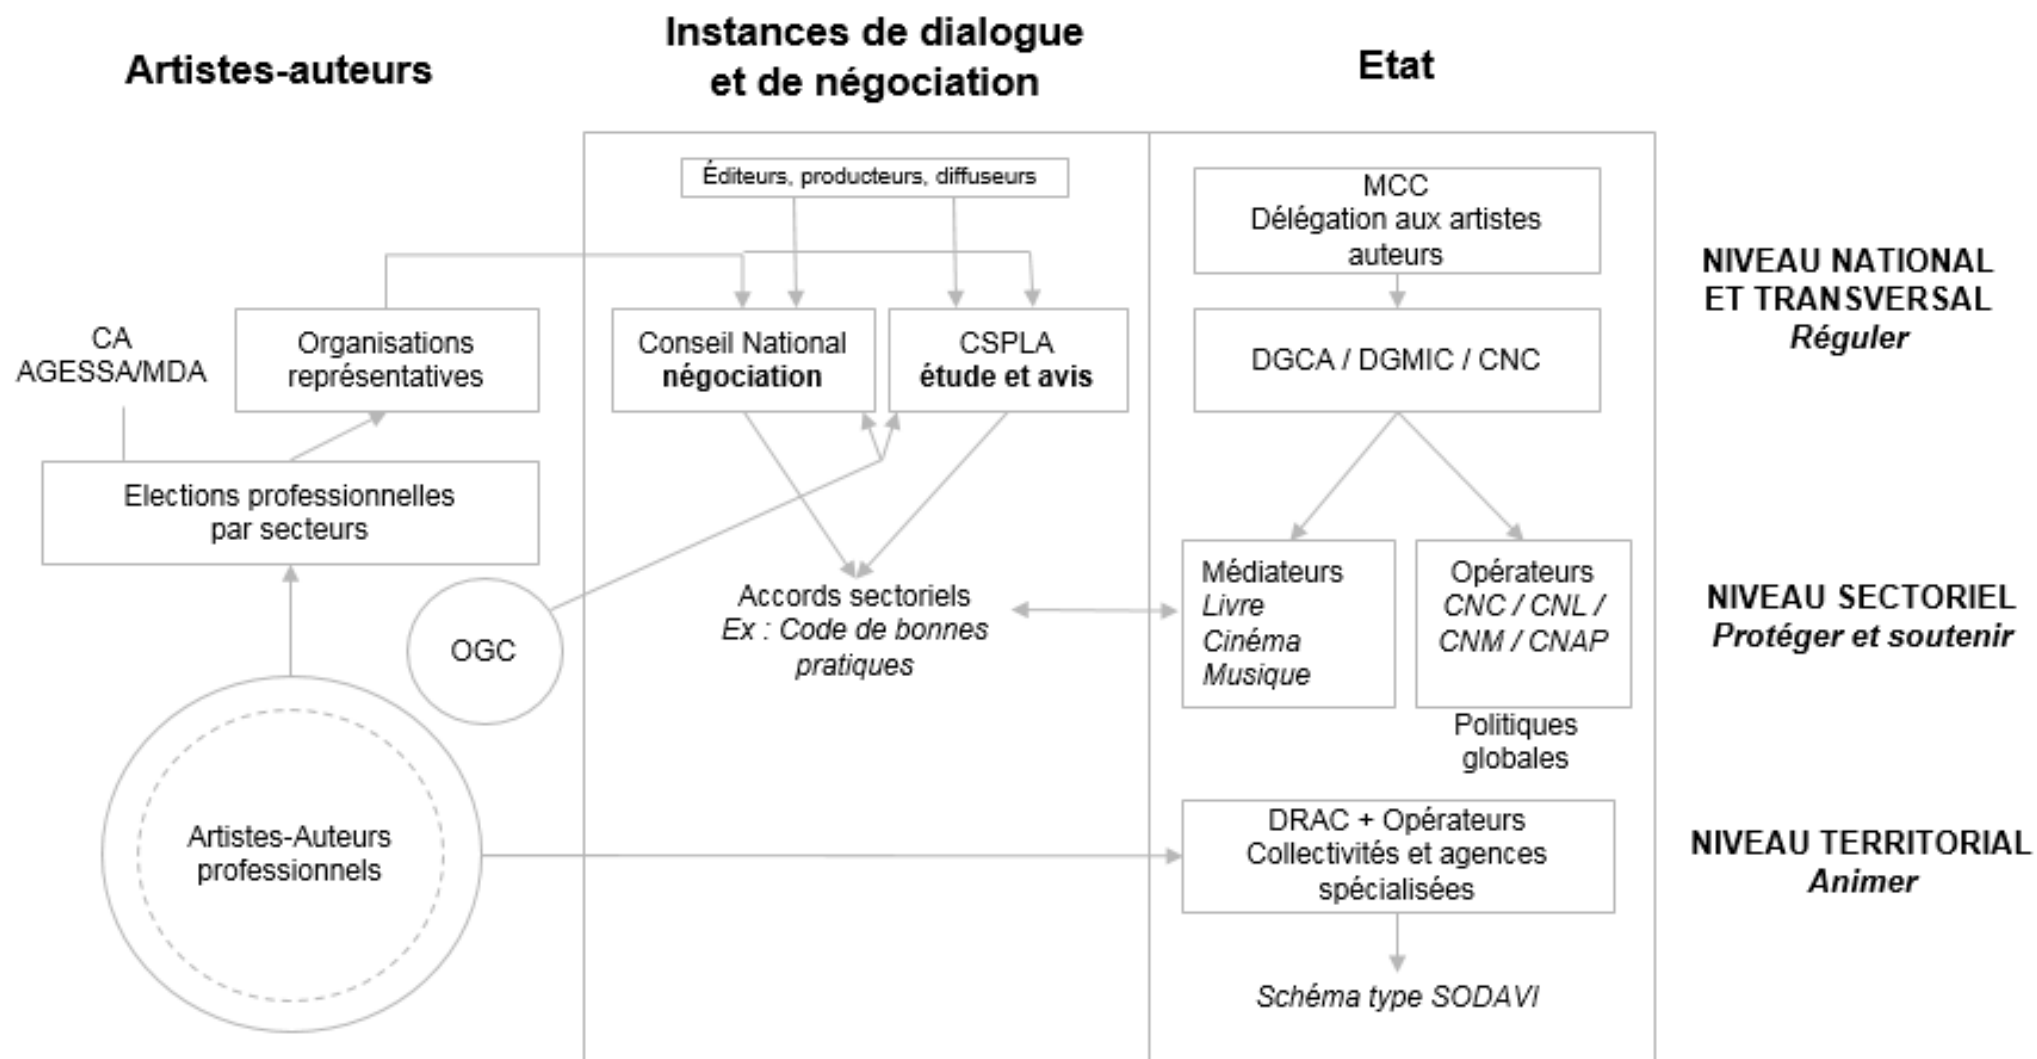 Artistes-auteurs
Instances de dialogue
et de négociation
Etat
Éditeurs, producteurs, diffuseurs
MCC
Délégation aux artistes
auteurs
NIVEAU NATIONAL
ET TRANSVERSAL
Réguler
CA
AGESSA/MDA
Organisations
représentatives
Conseil National
négociation
CSPLA
étude et avis
DGCA / DGMIC / CNC
Elections professionnelles
par secteurs
OGC
Accords sectoriels
Ex : Code de bonnes
pratiques
Médiateurs
Livre
Cinéma
Musique
Opérateurs
CNC / CNL /
CNM / CNAP
Politiques
globales
NIVEAU SECTORIEL
Protéger et soutenir
Artistes-Auteurs
professionnels
DRAC + Opérateurs
Collectivités et agences
spécialisées
NIVEAU TERRITORIAL
Animer
Schéma type SODAVI